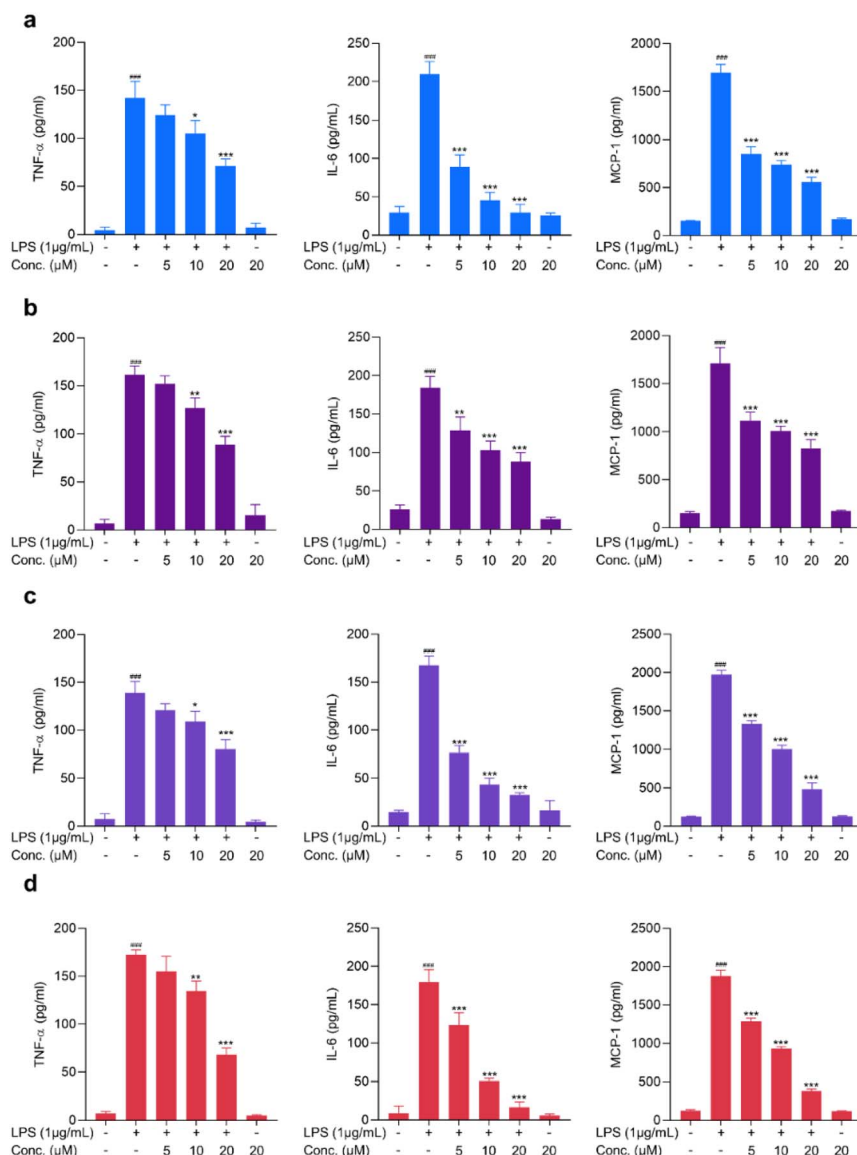 a
TNF-α (pg/ml)
200
150
100
50
0
###
*
***
LPS (1µg/mL) - + + + + -
Conc. (µM) - - 5 10 20 20
IL-6 (pg/mL)
250
200
150
100
50
0
###
***
***
***
- + + + + -
- - 5 10 20 20
MCP-1 (pg/ml)
2000
1500
1000
500
0
###
***
***
***
- + + + + -
- - 5 10 20 20
b
TNF-α (pg/ml)
200
150
100
50
0
###
**
***
LPS (1µg/mL) - + + + + -
Conc. (µM) - - 5 10 20 20
IL-6 (pg/mL)
250
200
150
100
50
0
###
**
***
***
LPS (1µg/mL) - + + + + -
Conc. (µM) - - 5 10 20 20
MCP-1 (pg/ml)
2000
1500
1000
500
0
###
***
***
***
LPS (1µg/mL) - + + + + -
Conc. (µM) - - 5 10 20 20
c
TNF-α (pg/ml)
200
150
100
50
0
###
*
***
LPS (1µg/mL) - + + + + -
Conc. (µM) - - 5 10 20 20
IL-6 (pg/mL)
200
150
100
50
0
###
***
***
***
LPS (1µg/mL) - + + + + -
Conc. (µM) - - 5 10 20 20
MCP-1 (pg/ml)
2500
2000
1500
1000
500
0
###
***
***
***
LPS (1µg/mL) - + + + + -
Conc. (µM) - - 5 10 20 20
d
TNF-α (pg/ml)
200
150
100
50
0
###
**
***
LPS (1µg/mL) - + + + + -
Conc. (µM) - - 5 10 20 20
IL-6 (pg/mL)
250
200
150
100
50
0
###
***
***
***
LPS (1µg/mL) - + + + + -
Conc. (µM) - - 5 10 20 20
MCP-1 (pg/ml)
2500
2000
1500
1000
500
0
###
***
***
***
LPS (1µg/mL) - + + + + -
Conc. (µM) - - 5 10 20 20